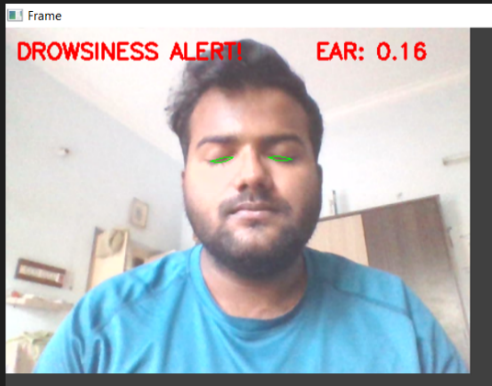 Frame
DROWSINESS ALERT! EAR: 0.16